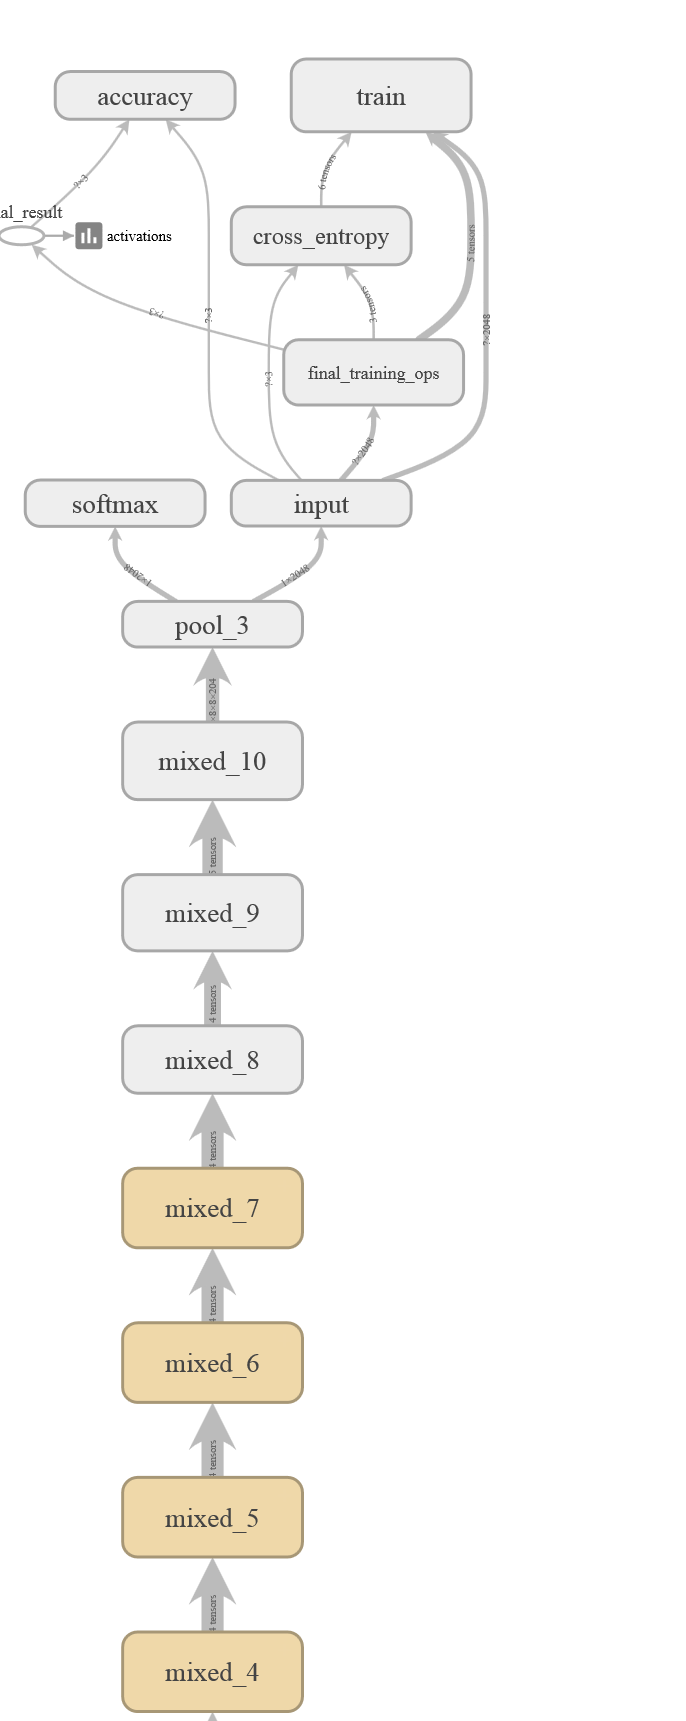 accuracy
train
?×3
6 tensors
al_result
activations
cross_entropy
5 tensors
?×3
?×3
3 tensors
?×2048
final_training_ops
?×3
?×2048
softmax
input
1×2048
1×2048
pool_3
×8×8×204
mixed_10
5 tensors
mixed_9
4 tensors
mixed_8
4 tensors
mixed_7
4 tensors
mixed_6
4 tensors
mixed_5
4 tensors
mixed_4